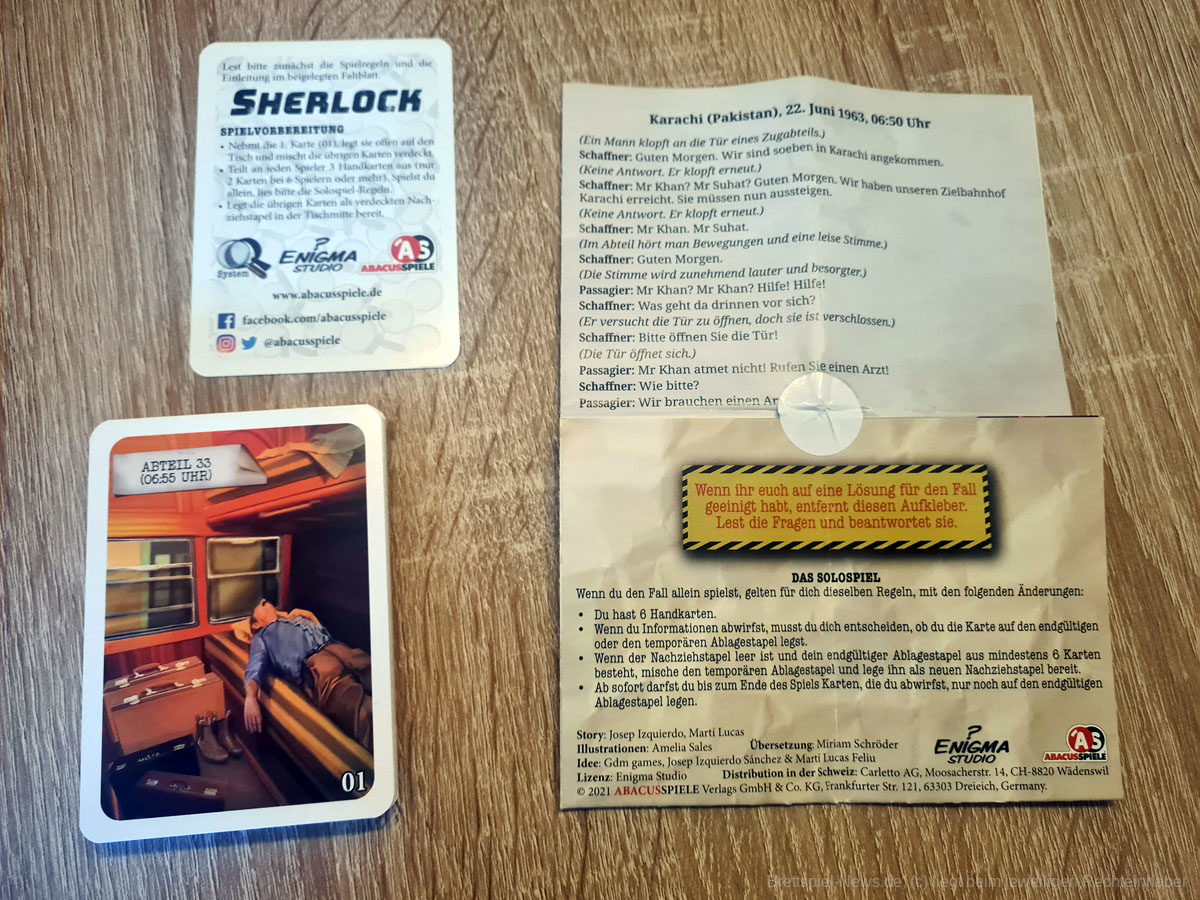 Lest bitte zunächst die Spielregeln und die
Einleitung im beigelegten Faltblatt.
SHERLOCK
SPIELVORBEREITUNG
• Nehmt die 1. Karte (01), legt sie offen auf den
Tisch und mischt die übrigen Karten verdeckt.
• Teilt an jeden Spieler 3 Handkarten aus (nur
2 Karten bei 6 Spielern oder mehr). Spielst du
allein, lies bitte die Solospiel-Regeln.
• Legt die übrigen Karten als verdeckten Nach-
ziehstapel in der Tischmitte bereit.
Q System
? ENIGMA STUDIO
AS ABACUSSPIELE
www.abacusspiele.de
facebook.com/abacusspiele
@abacusspiele
ABTEIL 33
(06:55 UHR)
01
Karachi (Pakistan), 22. Juni 1963, 06:50 Uhr
(Ein Mann klopft an die Tür eines Zugabteils.)
Schaffner: Guten Morgen. Wir sind soeben in Karachi angekommen.
(Keine Antwort. Er klopft erneut.)
Schaffner: Mr Khan? Mr Suhat? Guten Morgen. Wir haben unseren Zielbahnhof
Karachi erreicht. Sie müssen nun aussteigen.
(Keine Antwort. Er klopft erneut.)
Schaffner: Mr Khan. Mr Suhat.
(Im Abteil hört man Bewegungen und eine leise Stimme.)
Schaffner: Guten Morgen.
(Die Stimme wird zunehmend lauter und besorgter.)
Passagier: Mr Khan? Mr Khan? Hilfe! Hilfe!
Schaffner: Was geht da drinnen vor sich?
(Er versucht die Tür zu öffnen, doch sie ist verschlossen.)
Schaffner: Bitte öffnen Sie die Tür!
(Die Tür öffnet sich.)
Passagier: Mr Khan atmet nicht! Rufen Sie einen Arzt!
Schaffner: Wie bitte?
Passagier: Wir brauchen einen Ar
Wenn ihr euch auf eine Lösung für den Fall
geeinigt habt, entfernt diesen Aufkleber.
Lest die Fragen und beantwortet sie.
DAS SOLOSPIEL
Wenn du den Fall allein spielst, gelten für dich dieselben Regeln, mit den folgenden Änderungen:
• Du hast 6 Handkarten.
• Wenn du Informationen abwirfst, musst du dich entscheiden, ob du die Karte auf den endgültigen
oder den temporären Ablagestapel legst.
• Wenn der Nachziehstapel leer ist und dein endgültiger Ablagestapel aus mindestens 6 Karten
besteht, mische den temporären Ablagestapel und lege ihn als neuen Nachziehstapel bereit.
• Ab sofort darfst du bis zum Ende des Spiels Karten, die du abwirfst, nur noch auf den endgültigen
Ablagestapel legen.
Story: Josep Izquierdo, Martí Lucas
Illustrationen: Amelia Sales Übersetzung: Miriam Schröder
Idee: Gdm games, Josep Izquierdo Sánchez & Martí Lucas Feliu
Lizenz: Enigma Studio Distribution in der Schweiz: Carletto AG, Moosacherstr. 14, CH-8820 Wädenswil
© 2021 ABACUSSPIELE Verlags GmbH & Co. KG, Frankfurter Str. 121, 63303 Dreieich, Germany.
? ENIGMA STUDIO
AS ABACUSSPIELE
Brettspiel-News.de, (c) liegt beim jeweiligen Rechteinhaber